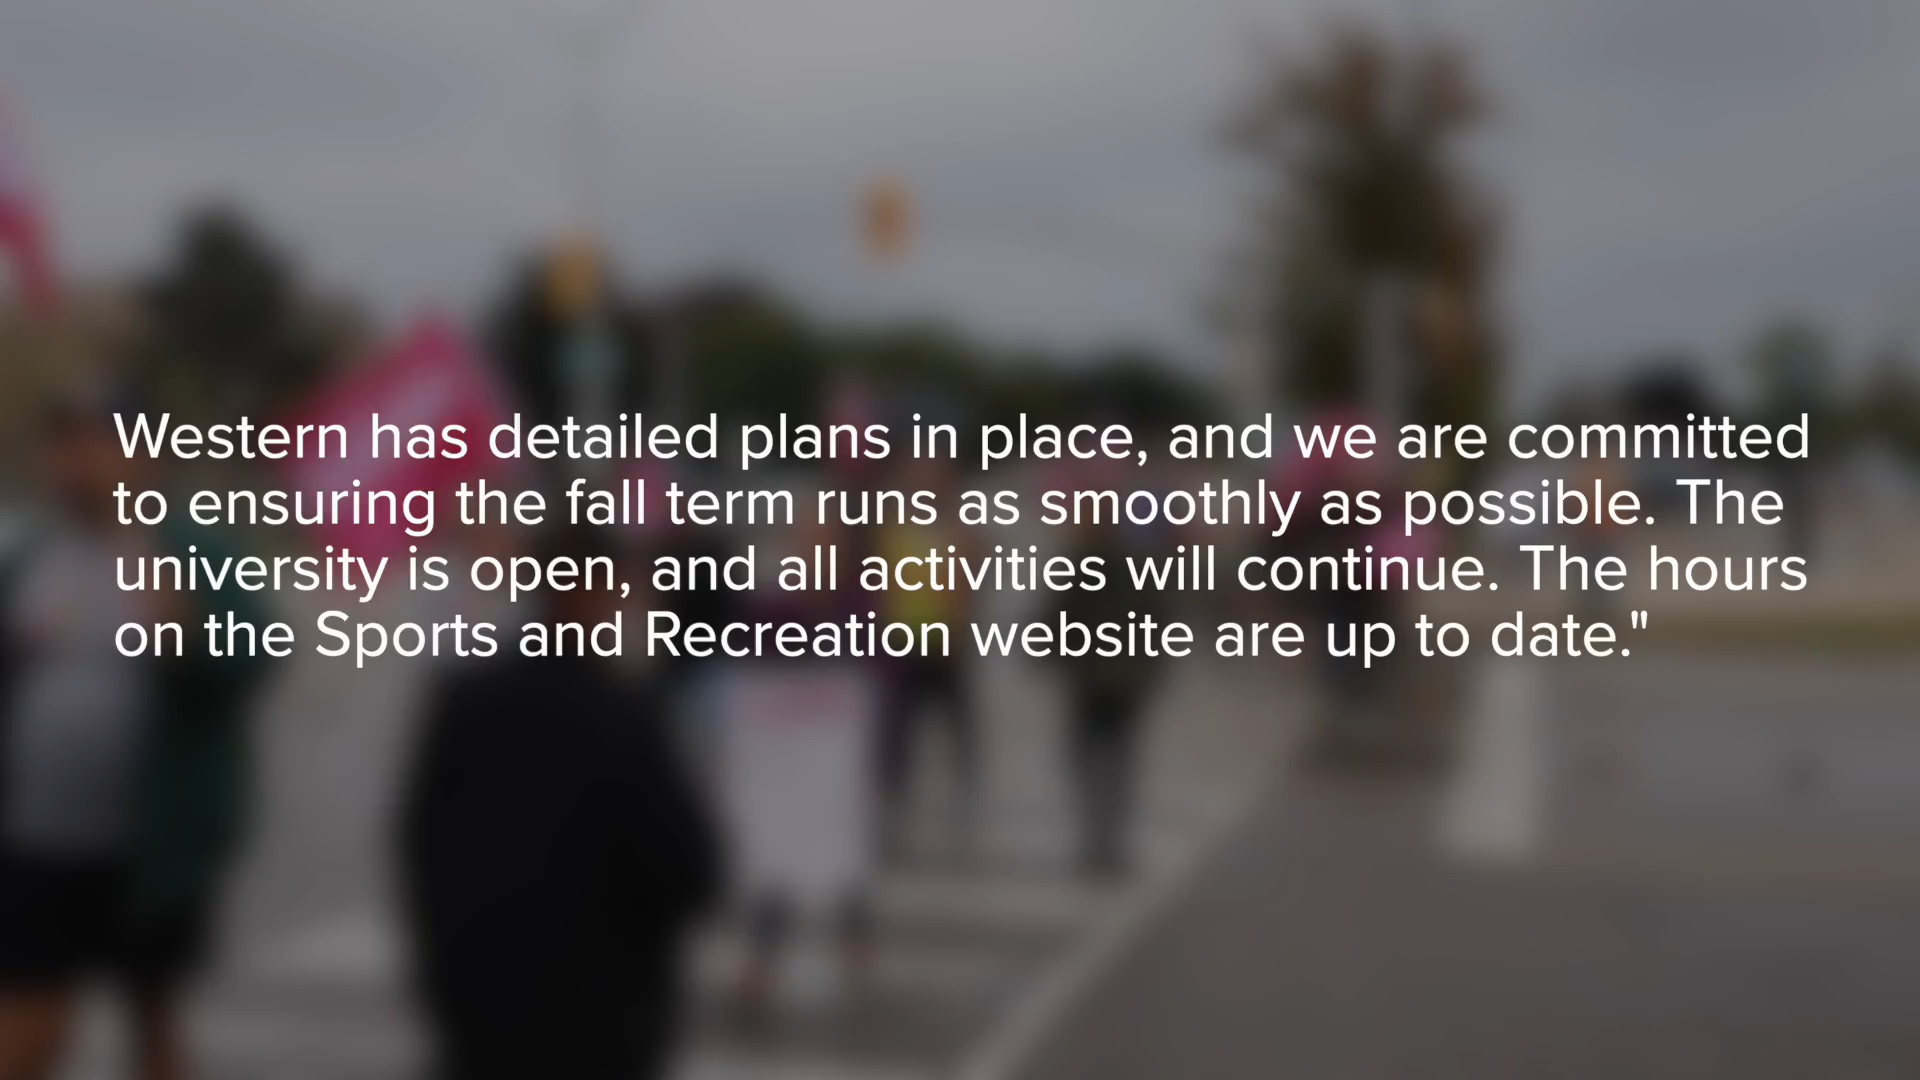 Western has detailed plans in place, and we are committed
to ensuring the fall term runs as smoothly as possible. The
university is open, and all activities will continue. The hours
on the Sports and Recreation website are up to date."